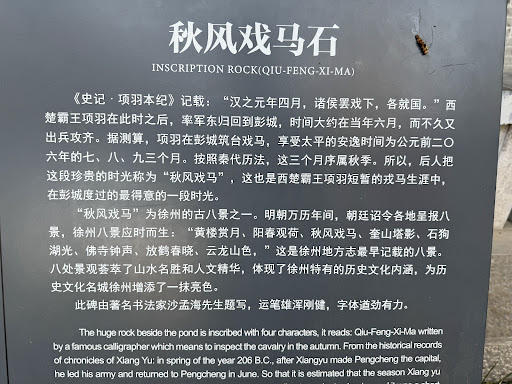 秋风戏马石
INSCRIPTION ROCK(QIU-FENG-XI-MA)
《史记·项羽本纪》记载：“汉之元年四月，诸侯罢戏下，各就国。”西
楚霸王项羽在此时之后，率军东归回到彭城，时间大约在当年六月，而不久又
出兵攻齐。据测算，项羽在彭城筑台戏马，享受太平的安逸时间为公元前二〇
六年的七、八、九三个月。按照秦代历法，这三个月序属秋季。所以，后人把
这段珍贵的时光称为“秋风戏马”，这也是西楚霸王项羽短暂的戎马生涯中，
在彭城度过的最得意的一段时光。
“秋风戏马”为徐州的古八景之一。明朝万历年间，朝廷诏令各地呈报八
景，徐州八景应时而生：“黄楼赏月、阳春观荷、秋风戏马、奎山塔影、石狗
湖光、佛寺钟声、放鹤春晓、云龙山色，”这是徐州地方志最早记载的八景。
八处景观荟萃了山水名胜和人文精华，体现了徐州特有的历史文化内涵，为历
史文化名城徐州增添了一抹亮色。
此碑由著名书法家沙孟海先生题写，运笔雄浑刚健，字体遒劲有力。
The huge rock beside the pond is inscribed with four characters, it reads: Qiu-Feng-Xi-Ma written
by a famous calligrapher which means to inspect the cavalry in the autumn. From the historical records
of chronicles of Xiang Yu: in spring of the year 206 B.C., after Xiangyu made Pengcheng the capital,
he led his army and returned to Pengcheng in June. So that it is estimated that the season Xiang yu